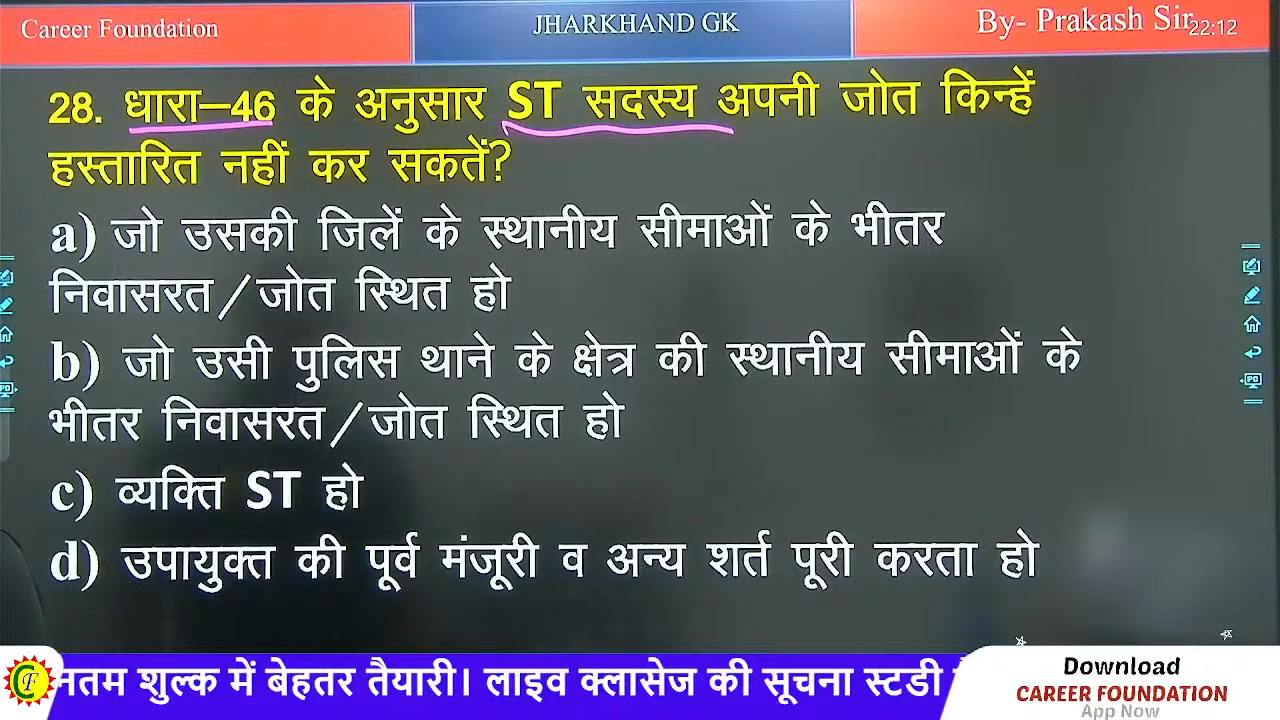 Career Foundation
JHARKHAND GK
By- Prakash Sir
22:12
28. धारा–46 के अनुसार ST सदस्य अपनी जोत किन्हें
हस्तारित नहीं कर सकतें?
a) जो उसकी जिलें के स्थानीय सीमाओं के भीतर
निवासरत/जोत स्थित हो
b) जो उसी पुलिस थाने के क्षेत्र की स्थानीय सीमाओं के
भीतर निवासरत/जोत स्थित हो
c) व्यक्ति ST हो
d) उपायुक्त की पूर्व मंजूरी व अन्य शर्त पूरी करता हो
शुल्क में बेहतर तैयारी। लाइव क्लासेज की सूचना स्टडी
Download
CAREER FOUNDATION
App Now